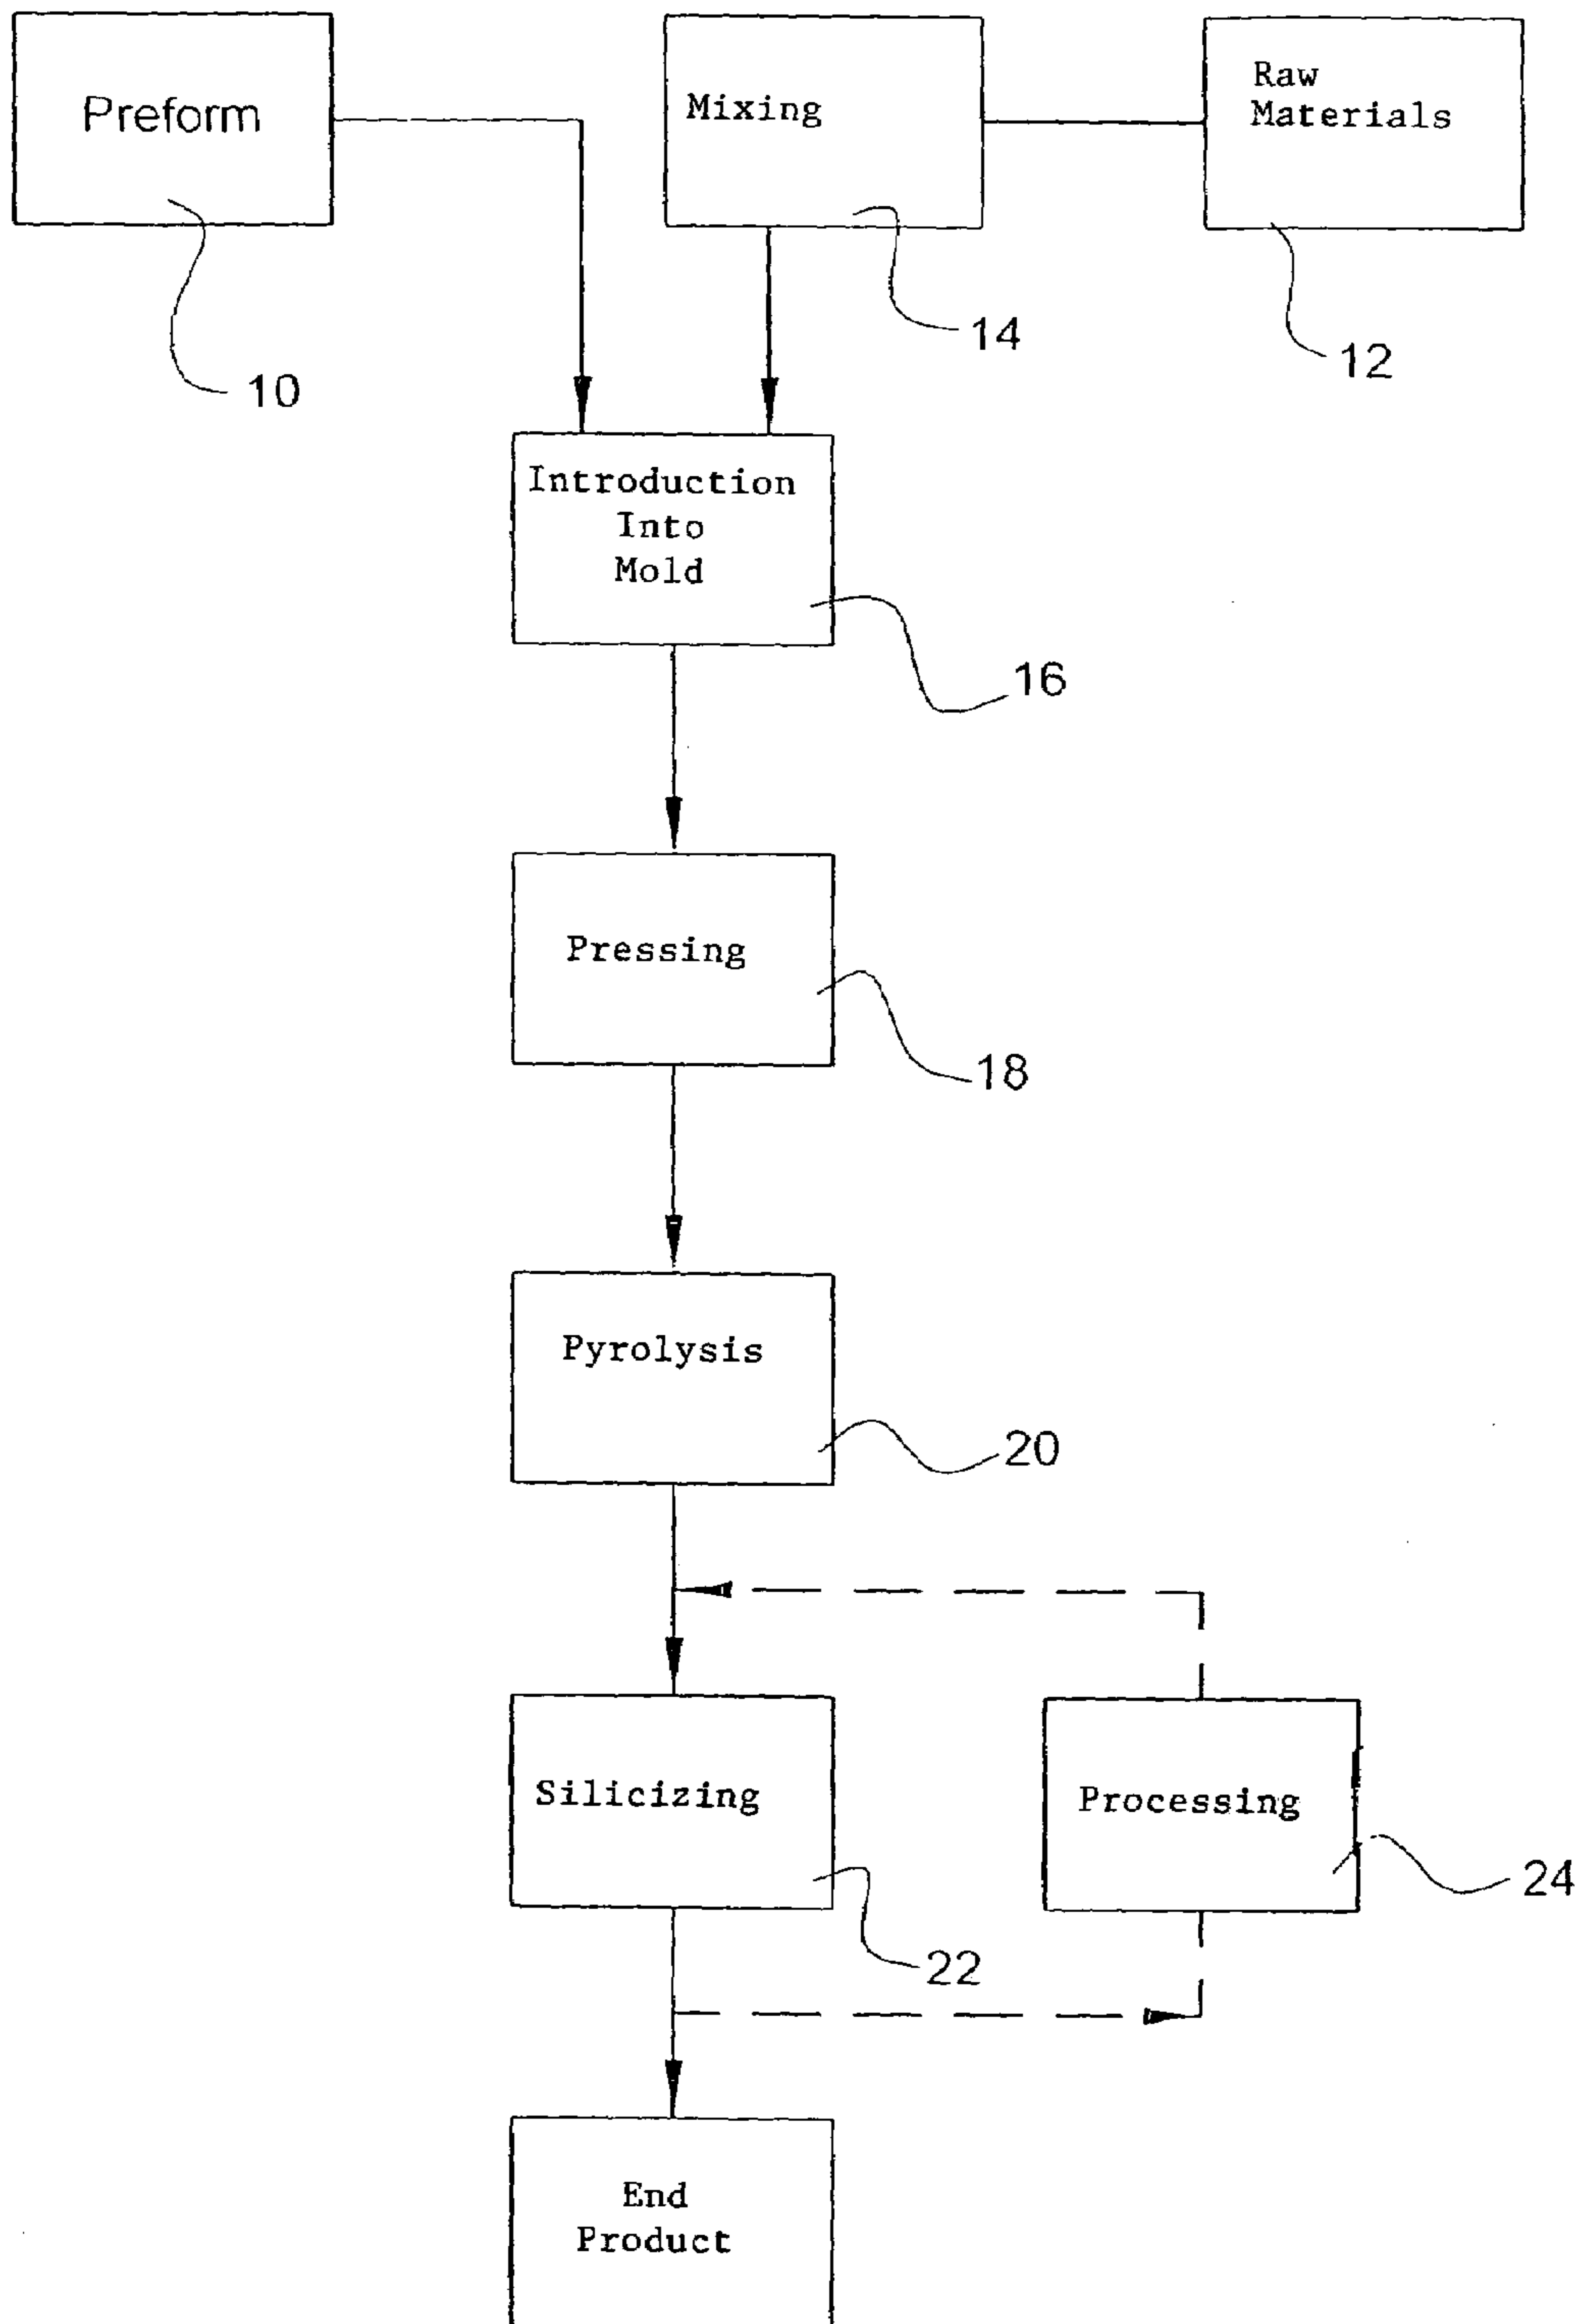 Preform
Mixing
Raw
Materials
14
12
10
Introduction
Into
Mold
16
Pressing
18
Pyrolysis
20
Silicizing
Processing
24
22
End
Product